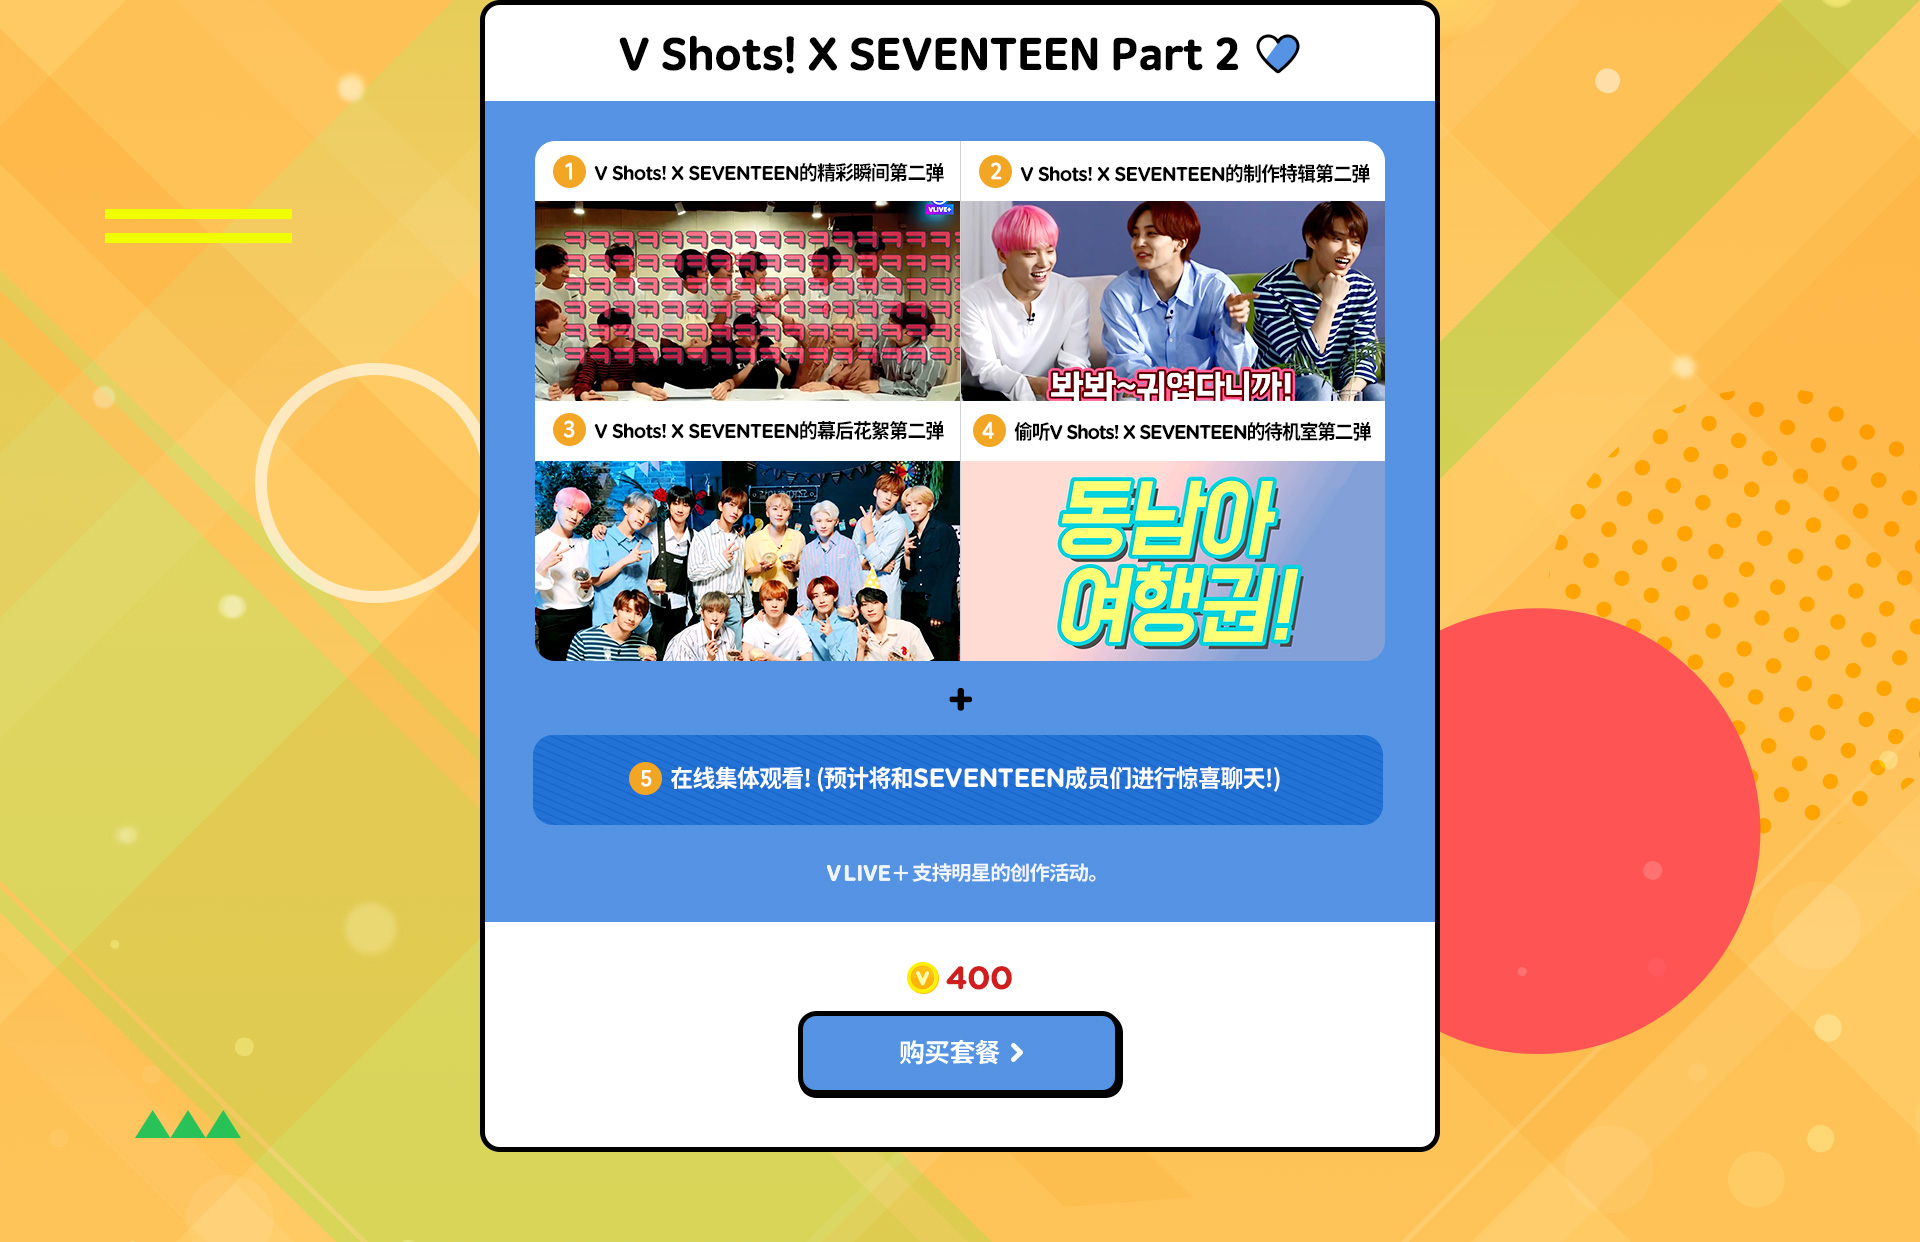 V Shots! X SEVENTEEN Part 2
1 V Shots! X SEVENTEEN的精彩瞬间第二弹
2 V Shots! X SEVENTEEN的制作特辑第二弹
VLIVE+
ㅋㅋㅋㅋㅋㅋㅋㅋㅋㅋㅋㅋㅋㅋㅋㅋㅋ
ㅋㅋㅋㅋㅋㅋㅋㅋㅋㅋㅋㅋㅋㅋㅋㅋㅋ
ㅋㅋㅋㅋㅋㅋㅋㅋㅋㅋㅋㅋㅋㅋㅋㅋㅋ
ㅋㅋㅋㅋㅋㅋㅋㅋㅋㅋㅋㅋㅋㅋㅋㅋㅋ
ㅋㅋㅋㅋㅋㅋㅋㅋㅋㅋㅋㅋㅋㅋㅋㅋㅋ
ㅋㅋㅋㅋㅋㅋㅋㅋㅋㅋㅋㅋㅋㅋㅋㅋㅋ
봐봐~귀엽다니까!
3 V Shots! X SEVENTEEN的幕后花絮第二弹
4 偷听V Shots! X SEVENTEEN的待机室第二弹
동남아
여행권!
+
5 在线集体观看! (预计将和SEVENTEEN成员们进行惊喜聊天!)
V LIVE+ 支持明星的创作活动。
V 400
购买套餐 >